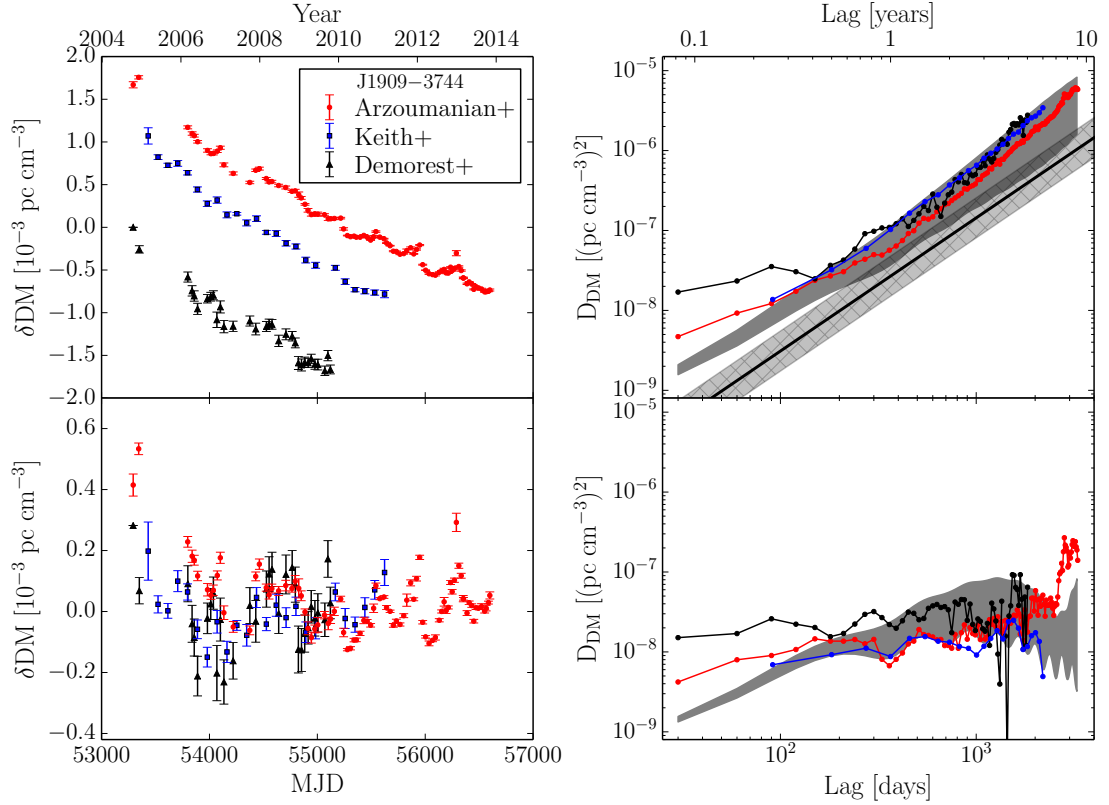 Year
2004 2006 2007 2008 2009 2010 2011 2012 2013 2014
2.0
1.5
1.0
0.5
0.0
−0.5
−1.0
−1.5
−2.0
δDM [10⁻³ pc cm⁻³]
J1909−3744
Arzoumanian+
Keith+
Demorest+
Lag [years]
0.1 1 10
10⁻⁵
10⁻⁶
10⁻⁷
10⁻⁸
10⁻⁹
D_DM [(pc cm⁻³)²]
0.6
0.4
0.2
0.0
−0.2
−0.4
δDM [10⁻³ pc cm⁻³]
53000 54000 55000 56000 57000
MJD
10⁻⁵
10⁻⁶
10⁻⁷
10⁻⁸
10⁻⁹
D_DM [(pc cm⁻³)²]
10² 10³
Lag [days]